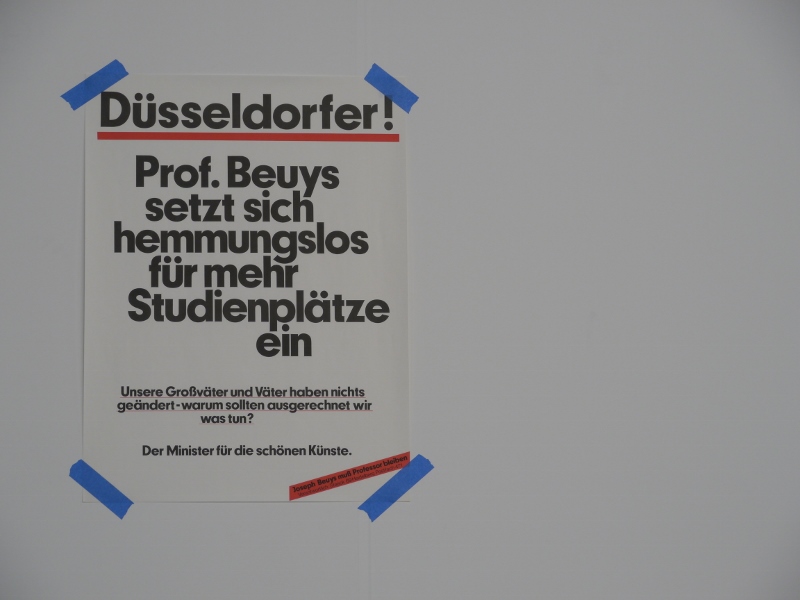 Düsseldorfer!
Prof. Beuys
setzt sich
hemmungslos
für mehr
Studienplätze
ein
Unsere Großväter und Väter haben nichts
geändert-warum sollten ausgerechnet wir
was tun?
Der Minister für die schönen Künste.
Joseph Beuys muß Professor bleiben